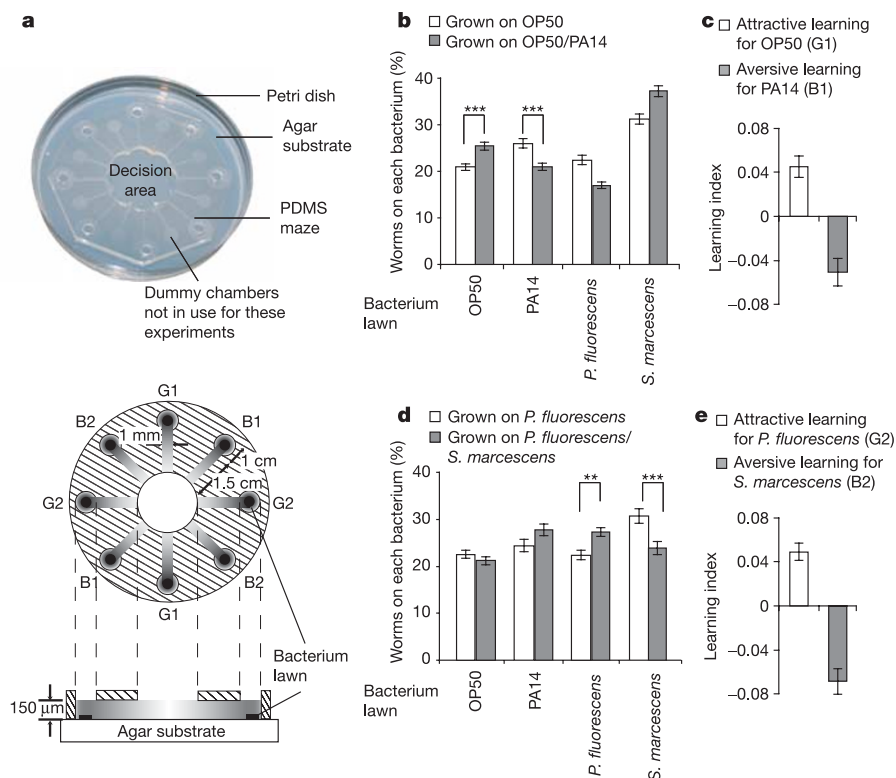 a
Petri dish
Agar
substrate
Decision
area
PDMS
maze
Dummy chambers
not in use for these
experiments
G1
B2
B1
1 mm
1 cm
1.5 cm
G2
G2
B1
B2
G1
Bacterium
lawn
150 μm
Agar substrate
b
Grown on OP50
Grown on OP50/PA14
Worms on each bacterium (%)
40
30
20
10
0
***
***
Bacterium
lawn
OP50
PA14
P. fluorescens
S. marcescens
c
Attractive learning
for OP50 (G1)
Aversive learning
for PA14 (B1)
Learning index
0.08
0.04
0
−0.04
−0.08
d
Grown on P. fluorescens
Grown on P. fluorescens/
S. marcescens
Worms on each bacterium (%)
40
30
20
10
0
**
***
Bacterium
lawn
OP50
PA14
P. fluorescens
S. marcescens
e
Attractive learning
for P. fluorescens (G2)
Aversive learning for
S. marcescens (B2)
Learning index
0.08
0.04
0
−0.04
−0.08